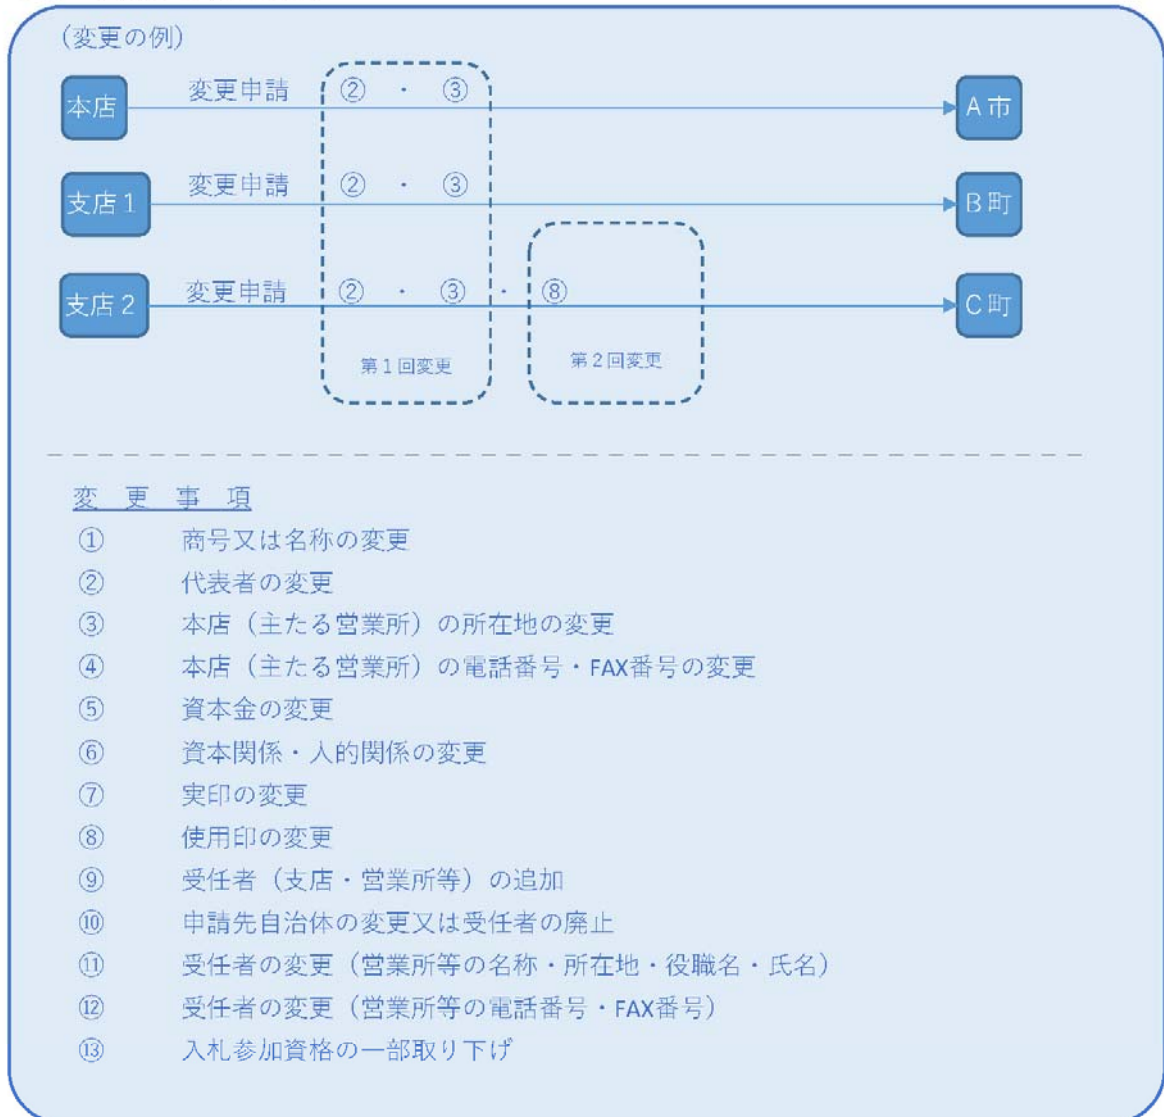 （変更の例）
本店 変更申請 ② ・ ③ A市
支店１ 変更申請 ② ・ ③ B町
支店２ 変更申請 ② ・ ③ ・ ⑧ C町
第１回変更 第２回変更
変更事項
① 商号又は名称の変更
② 代表者の変更
③ 本店（主たる営業所）の所在地の変更
④ 本店（主たる営業所）の電話番号・FAX番号の変更
⑤ 資本金の変更
⑥ 資本関係・人的関係の変更
⑦ 実印の変更
⑧ 使用印の変更
⑨ 受任者（支店・営業所等）の追加
⑩ 申請先自治体の変更又は受任者の廃止
⑪ 受任者の変更（営業所等の名称・所在地・役職名・氏名）
⑫ 受任者の変更（営業所等の電話番号・FAX番号）
⑬ 入札参加資格の一部取り下げ